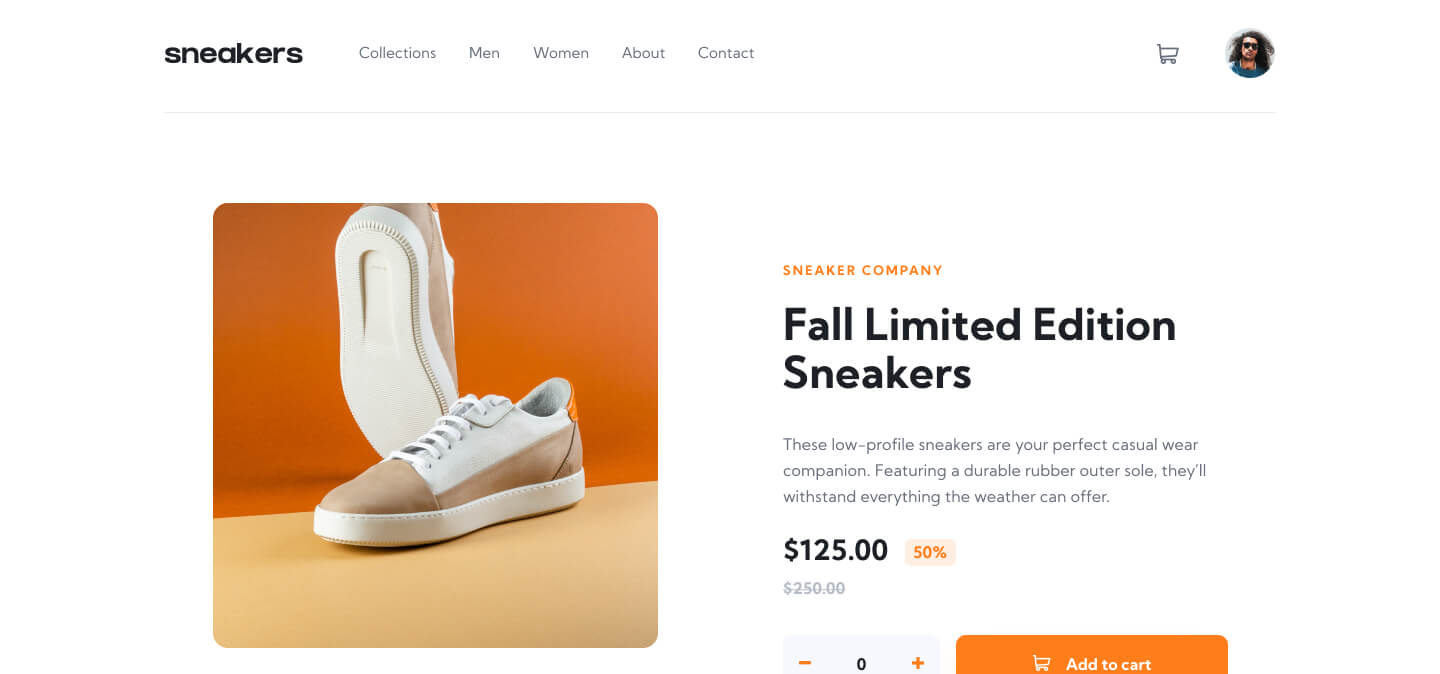 sneakers
Collections Men Women About Contact
SNEAKER COMPANY
Fall Limited Edition
Sneakers
These low-profile sneakers are your perfect casual wear
companion. Featuring a durable rubber outer sole, they’ll
withstand everything the weather can offer.
$125.00 50%
$250.00
− 0 + Add to cart